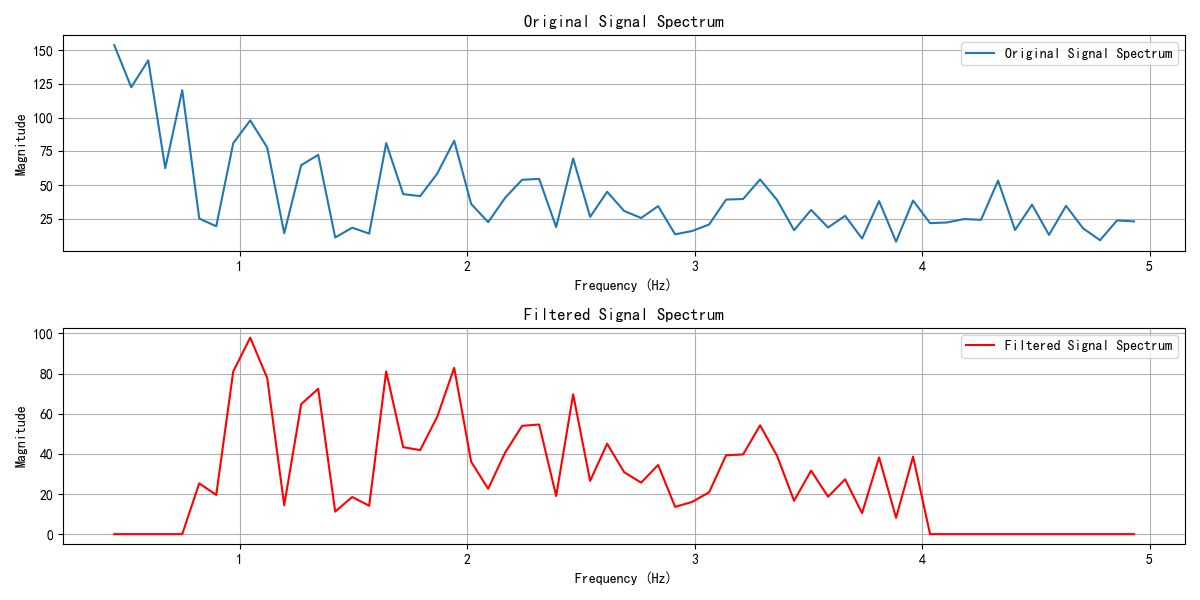 Original Signal Spectrum
Original Signal Spectrum
Magnitude
150
125
100
75
50
25
1 2 3 4 5
Frequency (Hz)
Filtered Signal Spectrum
Filtered Signal Spectrum
Magnitude
100
80
60
40
20
0
1 2 3 4 5
Frequency (Hz)